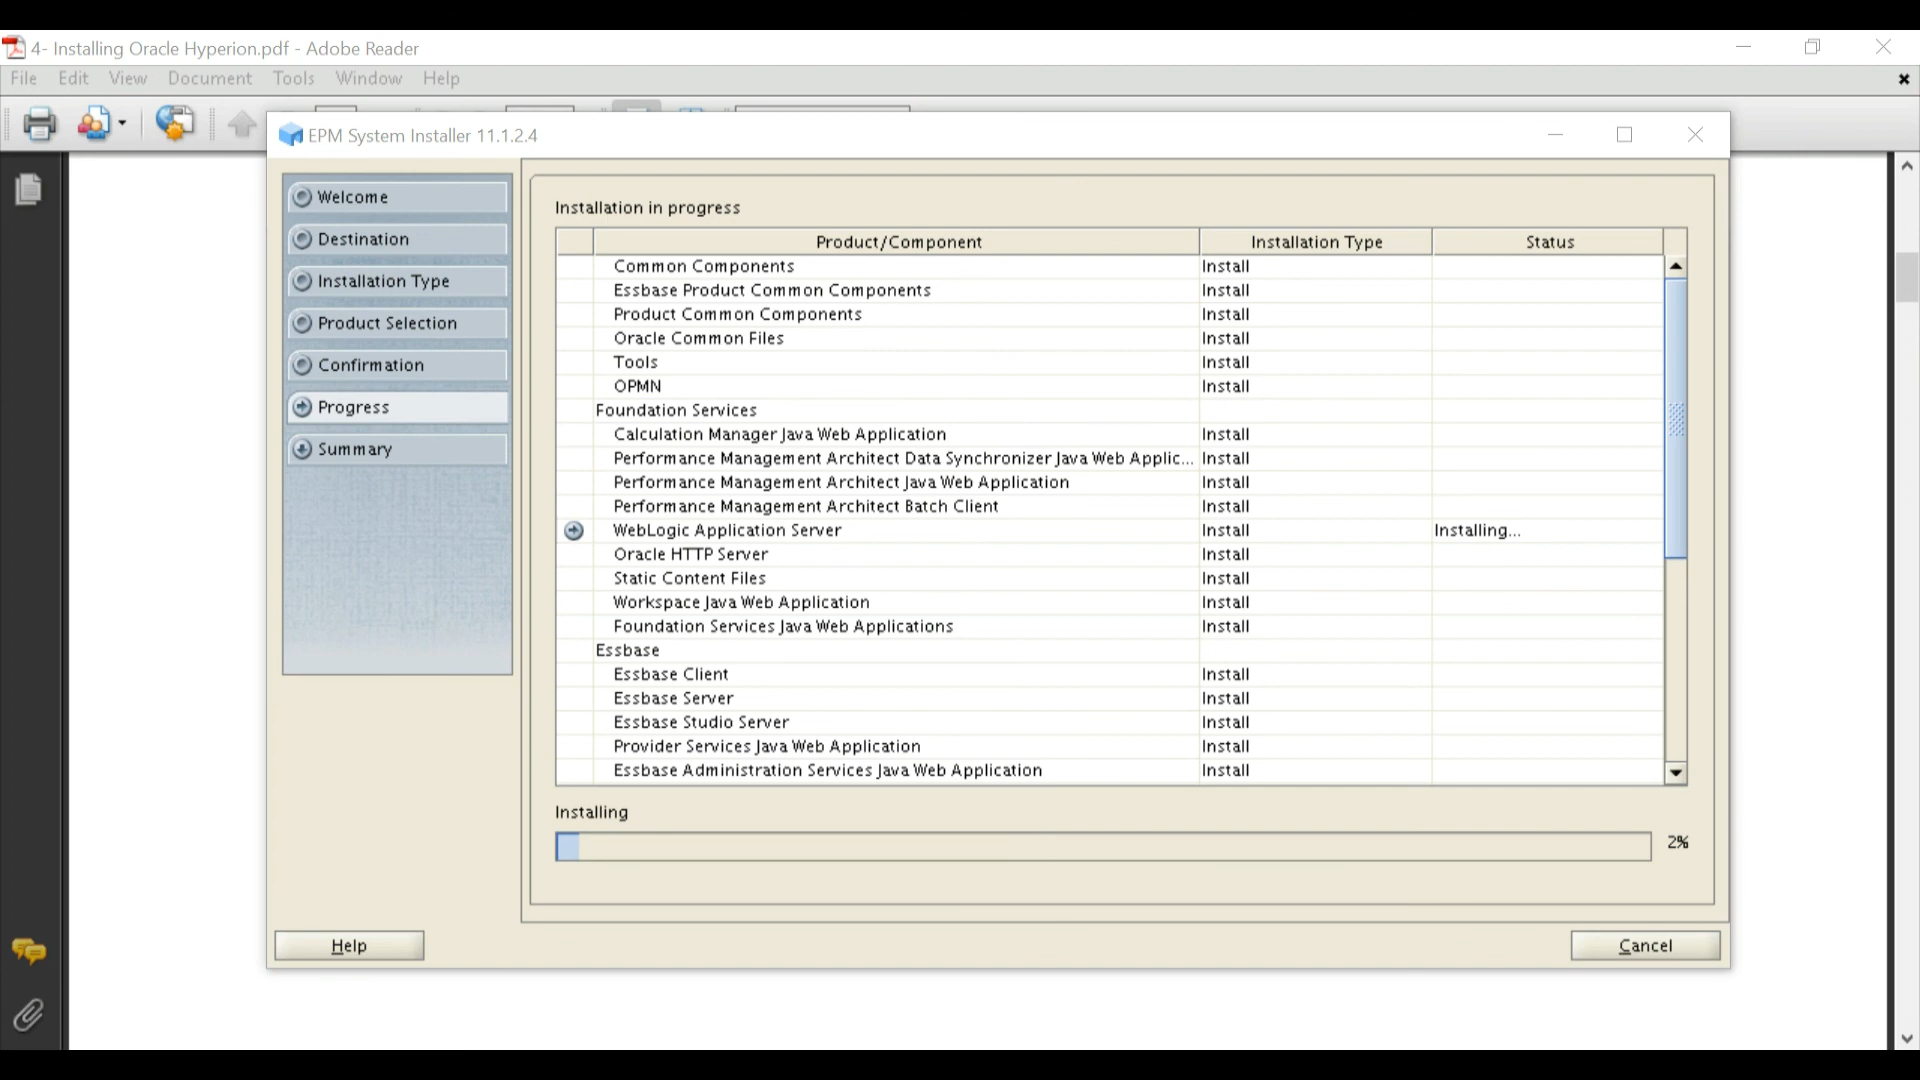 4- Installing Oracle Hyperion.pdf - Adobe Reader
File Edit View Document Tools Window Help
EPM System Installer 11.1.2.4
Welcome
Destination
Installation Type
Product Selection
Confirmation
Progress
Summary
Installation in progress
Product/Component Installation Type Status
Common Components Install
Essbase Product Common Components Install
Product Common Components Install
Oracle Common Files Install
Tools Install
OPMN Install
Foundation Services
Calculation Manager Java Web Application Install
Performance Management Architect Data Synchronizer Java Web Applic... Install
Performance Management Architect Java Web Application Install
Performance Management Architect Batch Client Install
WebLogic Application Server Install Installing...
Oracle HTTP Server Install
Static Content Files Install
Workspace Java Web Application Install
Foundation Services Java Web Applications Install
Essbase
Essbase Client Install
Essbase Server Install
Essbase Studio Server Install
Provider Services Java Web Application Install
Essbase Administration Services Java Web Application Install
Installing
2%
Help Cancel